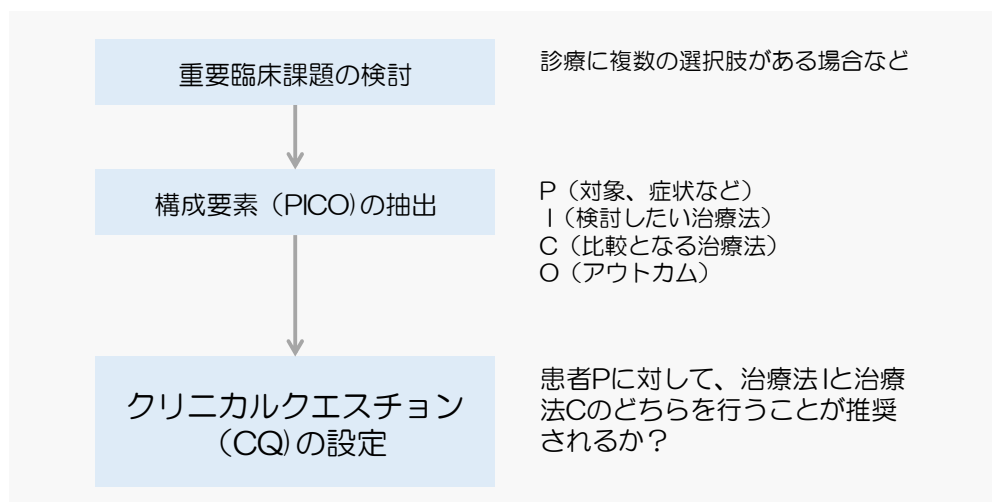 重要臨床課題の検討
診療に複数の選択肢がある場合など
構成要素（PICO)の抽出
P（対象、症状など）
I（検討したい治療法）
C（比較となる治療法）
O（アウトカム）
クリニカルクエスチョン
（CQ)の設定
患者Pに対して、治療法Iと治療
法Cのどちらを行うことが推奨
されるか？